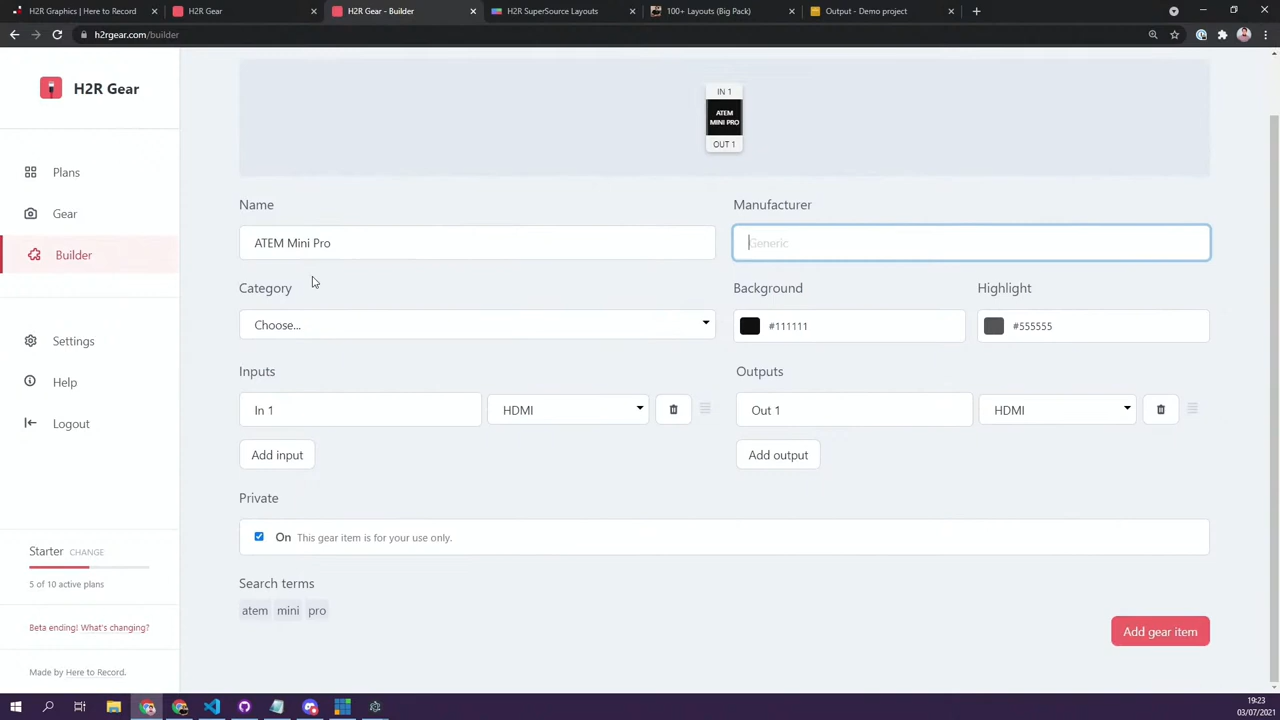 H2R Graphics | Here to Record
H2R Gear
H2R Gear - Builder
H2R SuperSource Layouts
100+ Layouts (Big Pack)
Output - Demo project
h2rgear.com/builder
H2R Gear
Plans
Gear
Builder
Settings
Help
Logout
Starter CHANGE
5 of 10 active plans
Beta ending! What's changing?
Made by Here to Record.
IN 1
ATEM
MINI PRO
OUT 1
Name
Manufacturer
ATEM Mini Pro
Generic
Category
Background
Highlight
Choose...
#111111
#555555
Inputs
Outputs
In 1
HDMI
Out 1
HDMI
Add input
Add output
Private
On This gear item is for your use only.
Search terms
atem mini pro
Add gear item
19:23
03/07/2021